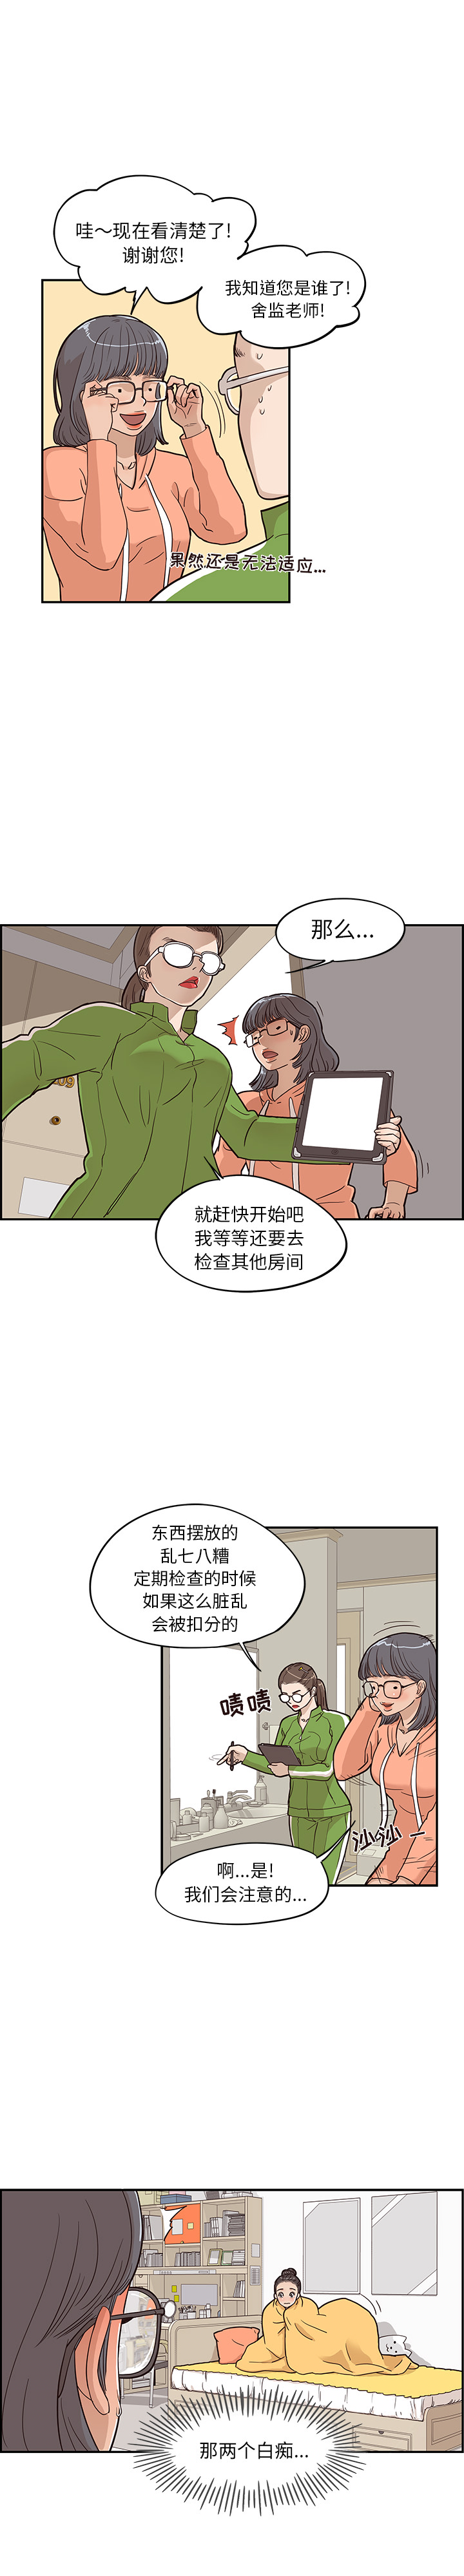 哇～现在看清楚了!
谢谢您!
我知道您是谁了!
舍监老师!
果然还是无法适应...
那么...
09
就赶快开始吧
我等等还要去
检查其他房间
东西摆放的
乱七八糟
定期检查的时候
如果这么脏乱
会被扣分的
啧啧
沙沙—
啊...是!
我们会注意的...
那两个白痴...